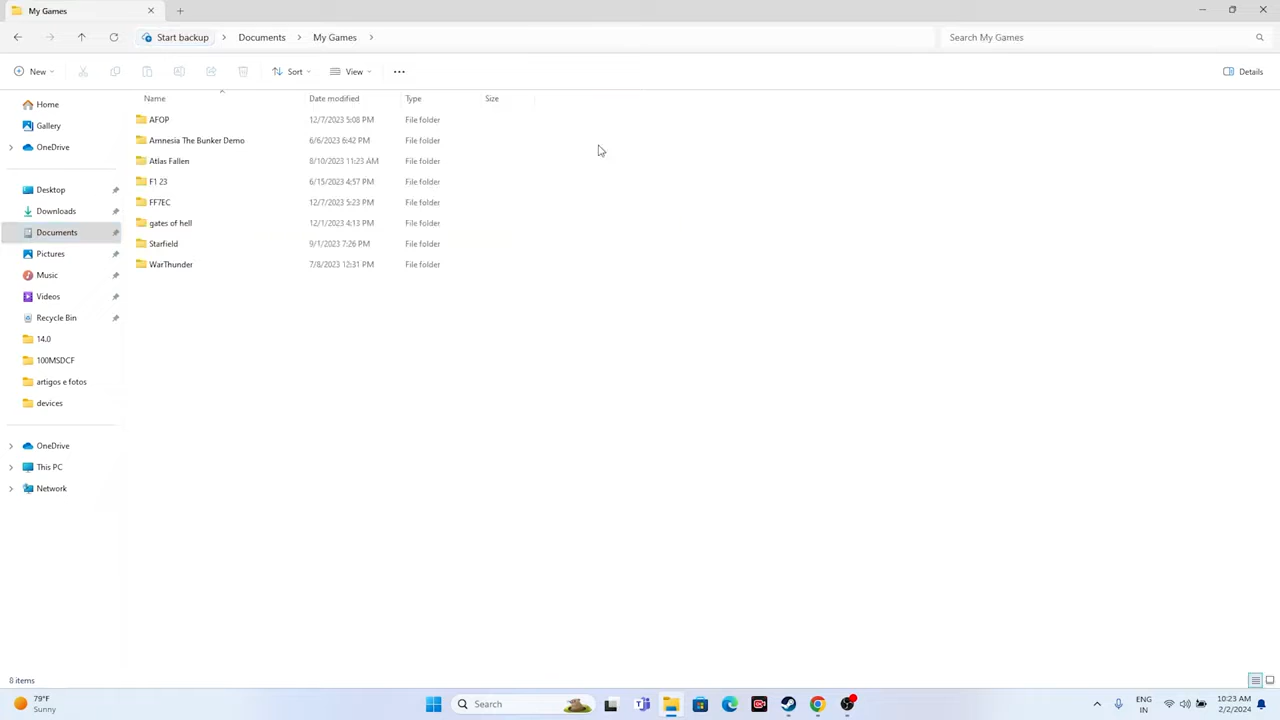 My Games
Start backup
Documents
My Games
Search My Games
New
Sort
View
Details
Name
Date modified
Type
Size
Home
Gallery
OneDrive
Desktop
Downloads
Documents
Pictures
Music
Videos
Recycle Bin
14.0
100MSDCF
artigos e fotos
devices
OneDrive
This PC
Network
AFOP 12/7/2023 5:08 PM File folder
Amnesia The Bunker Demo 6/6/2023 6:42 PM File folder
Atlas Fallen 8/10/2023 11:23 AM File folder
F1 23 6/15/2023 4:57 PM File folder
FF7EC 12/7/2023 5:23 PM File folder
gates of hell 12/1/2023 4:13 PM File folder
Starfield 9/1/2023 7:26 PM File folder
WarThunder 7/8/2023 12:31 PM File folder
8 items
79°F
Sunny
Search
ENG
IN
10:23 AM
2/2/2024